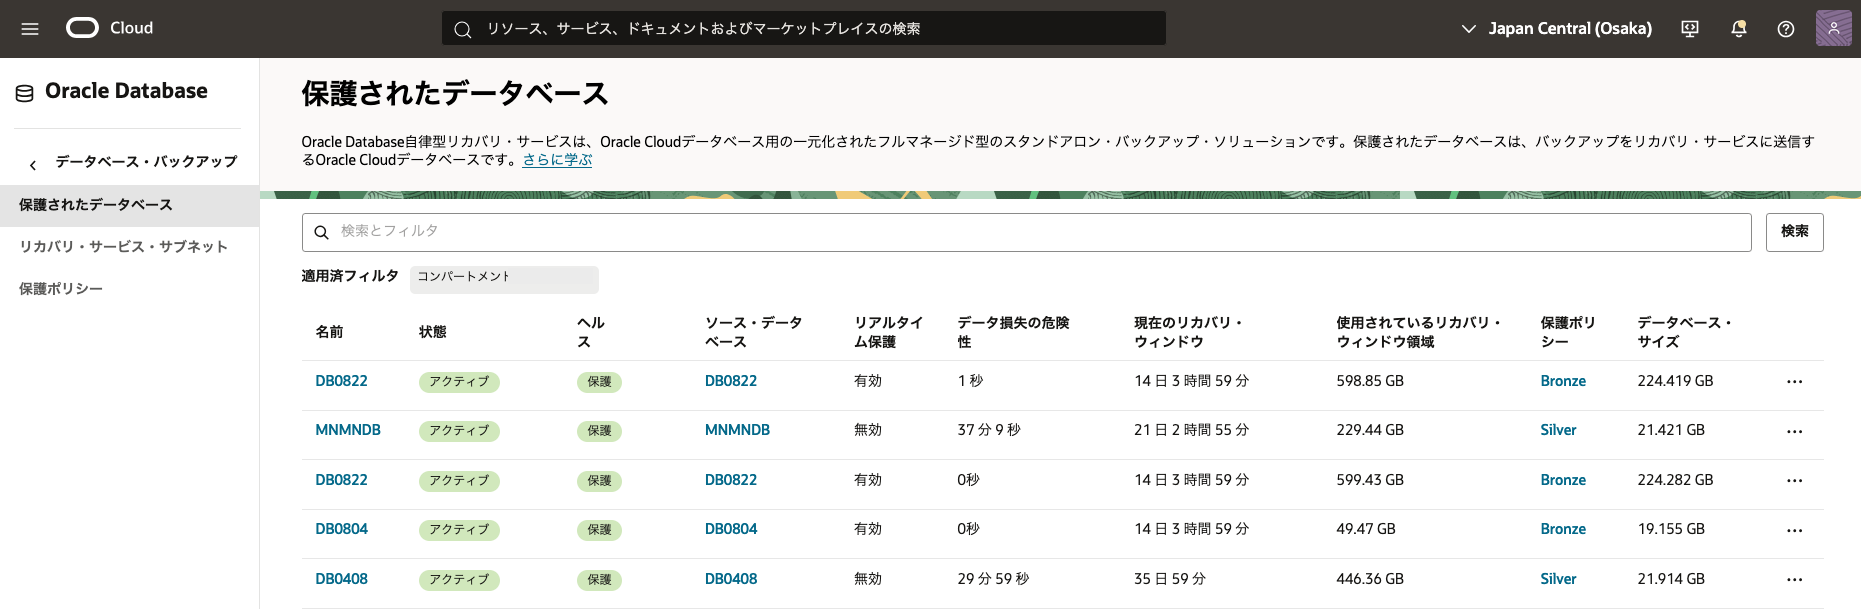 Cloud
リソース、サービス、ドキュメントおよびマーケットプレイスの検索
Japan Central (Osaka)
Oracle Database
データベース・バックアップ
保護されたデータベース
リカバリ・サービス・サブネット
保護ポリシー
保護されたデータベース
Oracle Database自律型リカバリ・サービスは、Oracle Cloudデータベース用の一元化されたフルマネージド型のスタンドアロン・バックアップ・ソリューションです。保護されたデータベースは、バックアップをリカバリ・サービスに送信す
るOracle Cloudデータベースです。さらに学ぶ
検索とフィルタ
検索
適用済フィルタ コンパートメント
名前 状態 ヘルス ソース・データベース リアルタイム保護 データ損失の危険性 現在のリカバリ・ウィンドウ 使用されているリカバリ・ウィンドウ領域 保護ポリシー データベース・サイズ
DB0822 アクティブ 保護 DB0822 有効 1 秒 14 日 3 時間 59 分 598.85 GB Bronze 224.419 GB
MNMNDB アクティブ 保護 MNMNDB 無効 37 分 9 秒 21 日 2 時間 55 分 229.44 GB Silver 21.421 GB
DB0822 アクティブ 保護 DB0822 有効 0秒 14 日 3 時間 59 分 599.43 GB Bronze 224.282 GB
DB0804 アクティブ 保護 DB0804 有効 0秒 14 日 3 時間 59 分 49.47 GB Bronze 19.155 GB
DB0408 アクティブ 保護 DB0408 無効 29 分 59 秒 35 日 59 分 446.36 GB Silver 21.914 GB